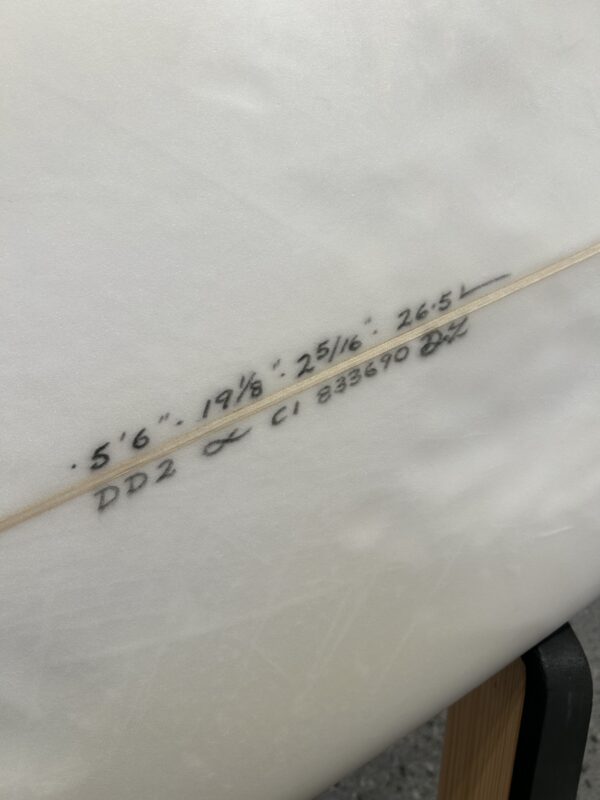 . 5'6" . 19 1/8" . 2 5/16" . 26.5L
DD2 ∝ CI 833690